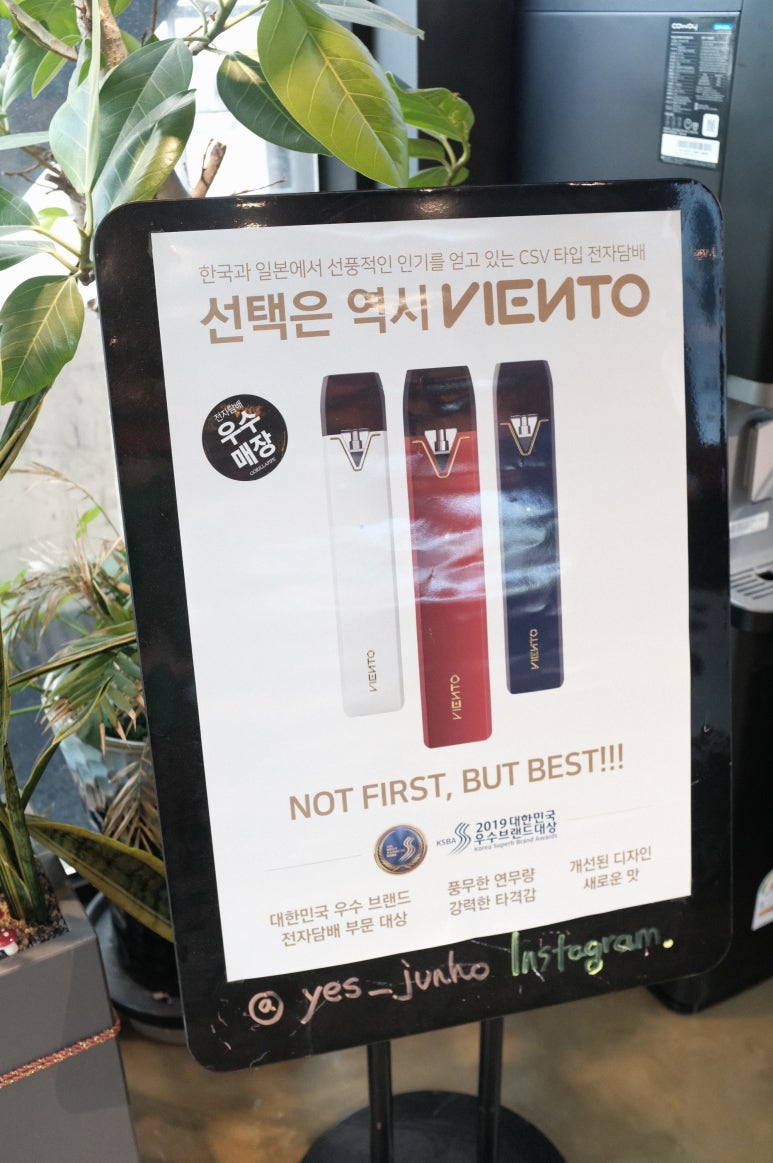 coway
한국과 일본에서 선풍적인 인기를 얻고 있는 CSV 타입 전자담배
선택은 역시 VIENTO
전자담배
우수
매장
VIENTO
VIENTO
VIENTO
NOT FIRST, BUT BEST!!!
KSBA
2019 대한민국
우수브랜드대상
Korea Superb Brand Awards
대한민국 우수 브랜드
전자담배 부문 대상
풍무한 연무량
강력한 타격감
개선된 디자인
새로운 맛
@ yes_junho Instagram.